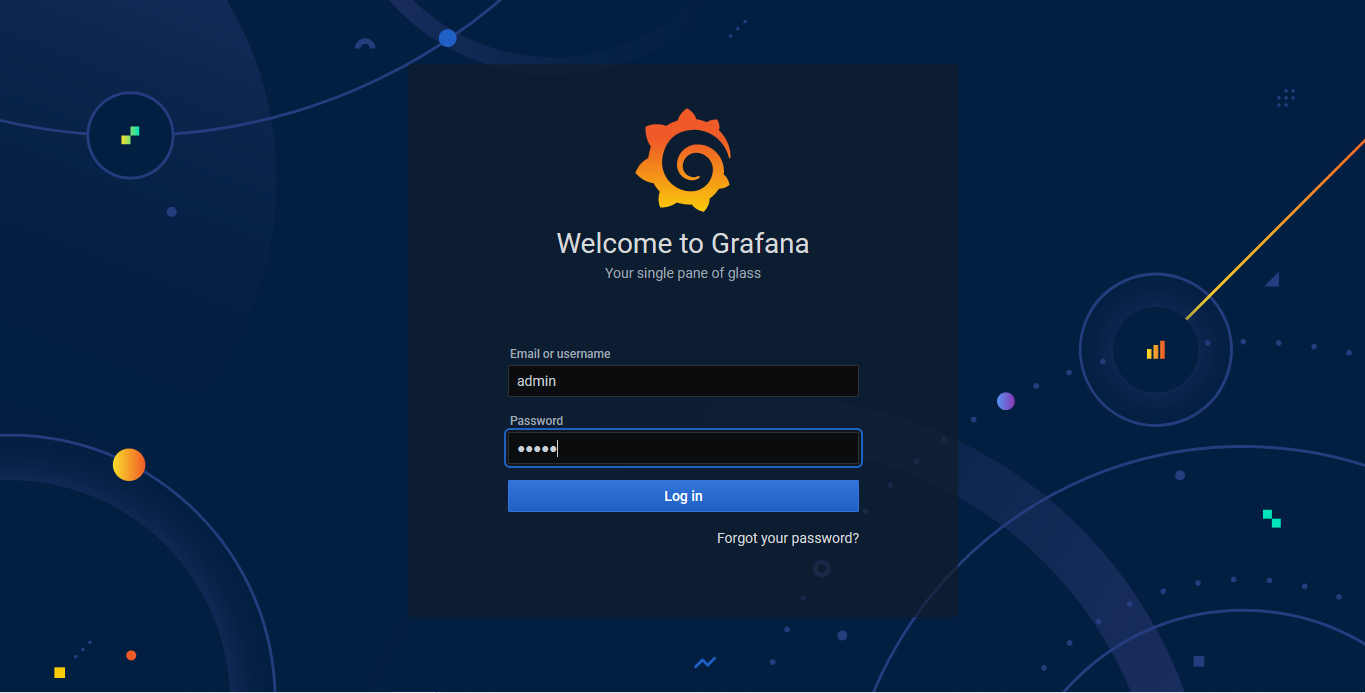 Welcome to Grafana
Your single pane of glass
Email or username
admin
Password
•••••
Log in
Forgot your password?